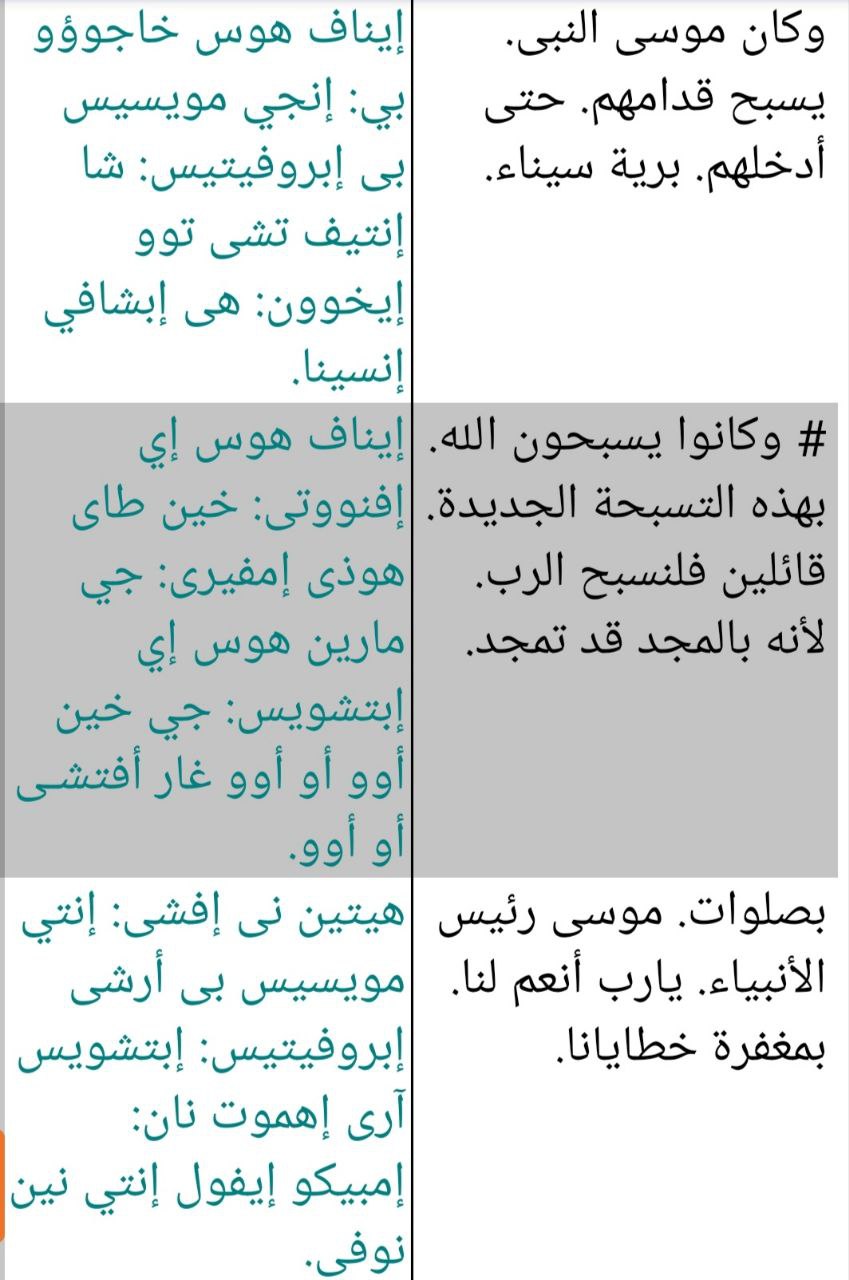 وكان موسى النبى.
يسبح قدامهم. حتى
أدخلهم. برية سيناء.
إيناف هوس خاجوؤو
بي: إنجي مويسيس
بى إبروفيتيس: شا
إنتيف تشى توو
إيخوون: هى إبشافي
إنسينا.
# وكانوا يسبحون الله.
بهذه التسبحة الجديدة.
قائلين فلنسبح الرب.
لأنه بالمجد قد تمجد.
إيناف هوس إي
إفنووتى: خين طاى
هوذى إمفيرى: جي
مارين هوس إي
إبتشويس: جي خين
أوو أو أوو غار أفتشى
أو أوو.
بصلوات. موسى رئيس
الأنبياء. يارب أنعم لنا.
بمغفرة خطايانا.
هيتين نى إفشى: إنتي
مويسيس بى أرشى
إبروفيتيس: إبتشويس
آرى إهموت نان:
إمبيكو إيفول إنتي نين
نوفى.